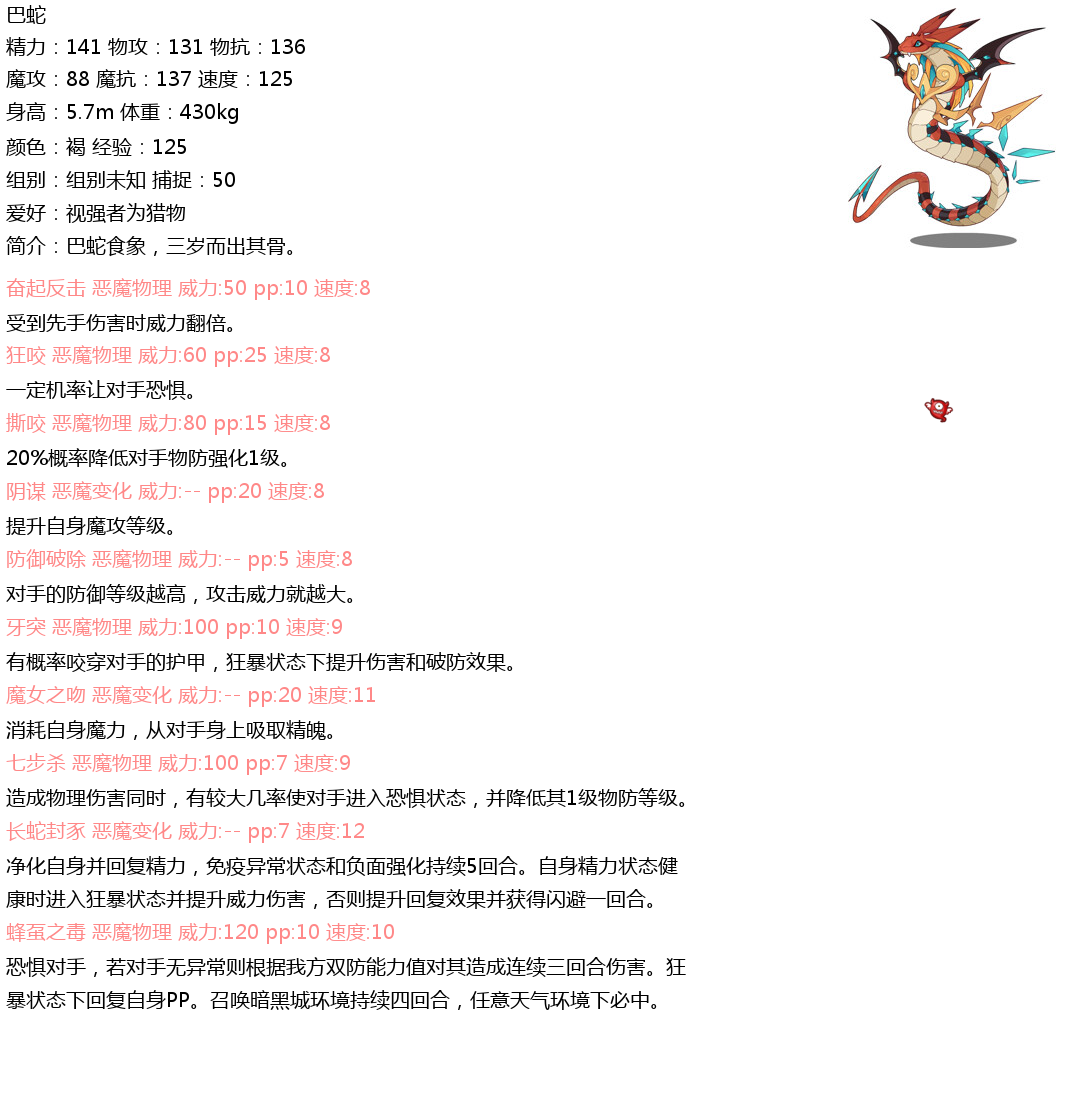 巴蛇
精力：141 物攻：131 物抗：136
魔攻：88 魔抗：137 速度：125
身高：5.7m 体重：430kg
颜色：褐 经验：125
组别：组别未知 捕捉：50
爱好：视强者为猎物
简介：巴蛇食象，三岁而出其骨。
奋起反击 恶魔物理 威力:50 pp:10 速度:8
受到先手伤害时威力翻倍。
狂咬 恶魔物理 威力:60 pp:25 速度:8
一定机率让对手恐惧。
撕咬 恶魔物理 威力:80 pp:15 速度:8
20%概率降低对手物防强化1级。
阴谋 恶魔变化 威力:-- pp:20 速度:8
提升自身魔攻等级。
防御破除 恶魔物理 威力:-- pp:5 速度:8
对手的防御等级越高，攻击威力就越大。
牙突 恶魔物理 威力:100 pp:10 速度:9
有概率咬穿对手的护甲，狂暴状态下提升伤害和破防效果。
魔女之吻 恶魔变化 威力:-- pp:20 速度:11
消耗自身魔力，从对手身上吸取精魄。
七步杀 恶魔物理 威力:100 pp:7 速度:9
造成物理伤害同时，有较大几率使对手进入恐惧状态，并降低其1级物防等级。
长蛇封豕 恶魔变化 威力:-- pp:7 速度:12
净化自身并回复精力，免疫异常状态和负面强化持续5回合。自身精力状态健
康时进入狂暴状态并提升威力伤害，否则提升回复效果并获得闪避一回合。
蜂虿之毒 恶魔物理 威力:120 pp:10 速度:10
恐惧对手，若对手无异常则根据我方双防能力值对其造成连续三回合伤害。狂
暴状态下回复自身PP。召唤暗黑城环境持续四回合，任意天气环境下必中。